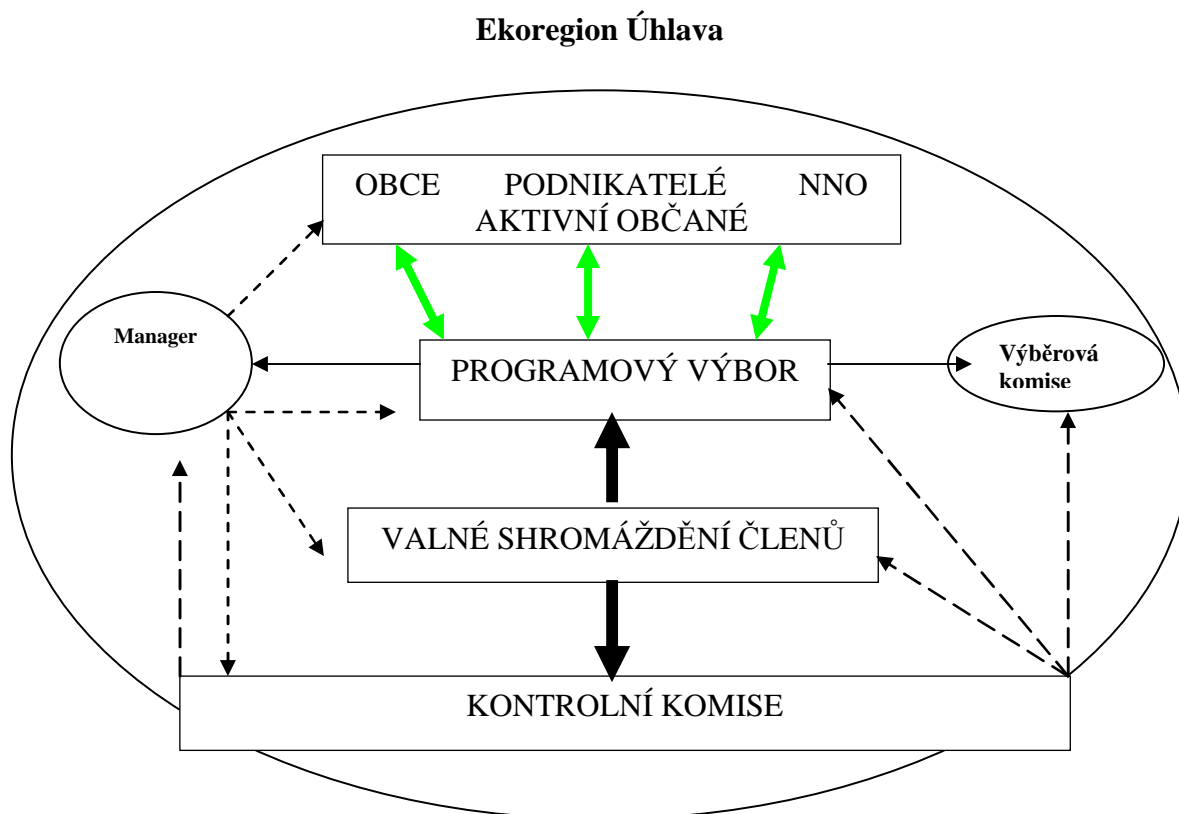 Ekoregion Úhlava
OBCE PODNIKATELÉ NNO
AKTIVNÍ OBČANÉ
Manager
PROGRAMOVÝ VÝBOR
Výběrová
komise
VALNÉ SHROMÁŽDĚNÍ ČLENŮ
KONTROLNÍ KOMISE